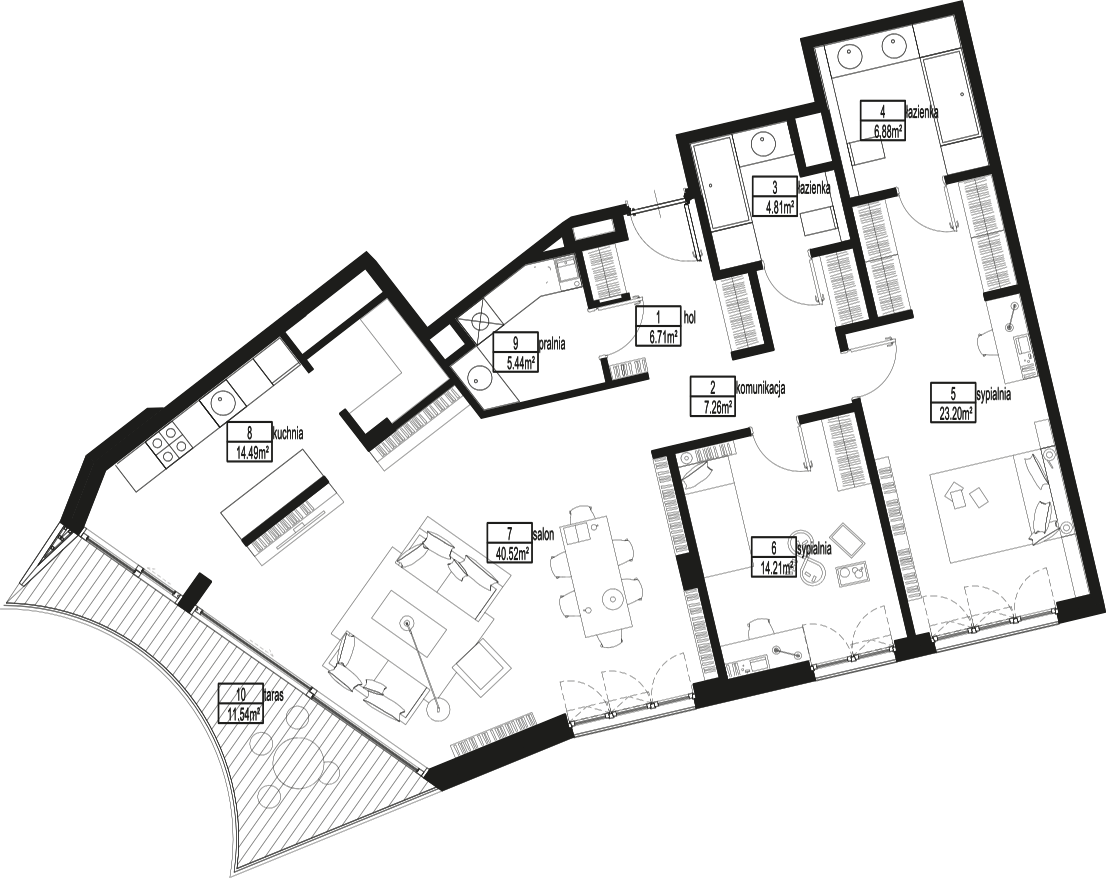 4 łazienka
6.88m²
3 łazienka
4.81m²
1 hol
6.71m²
9 pralnia
5.44m²
2 komunikacja
7.26m²
5 sypialnia
23.20m²
8 kuchnia
14.49m²
7 salon
40.52m²
6 sypialnia
14.21m²
10 taras
11.54m²